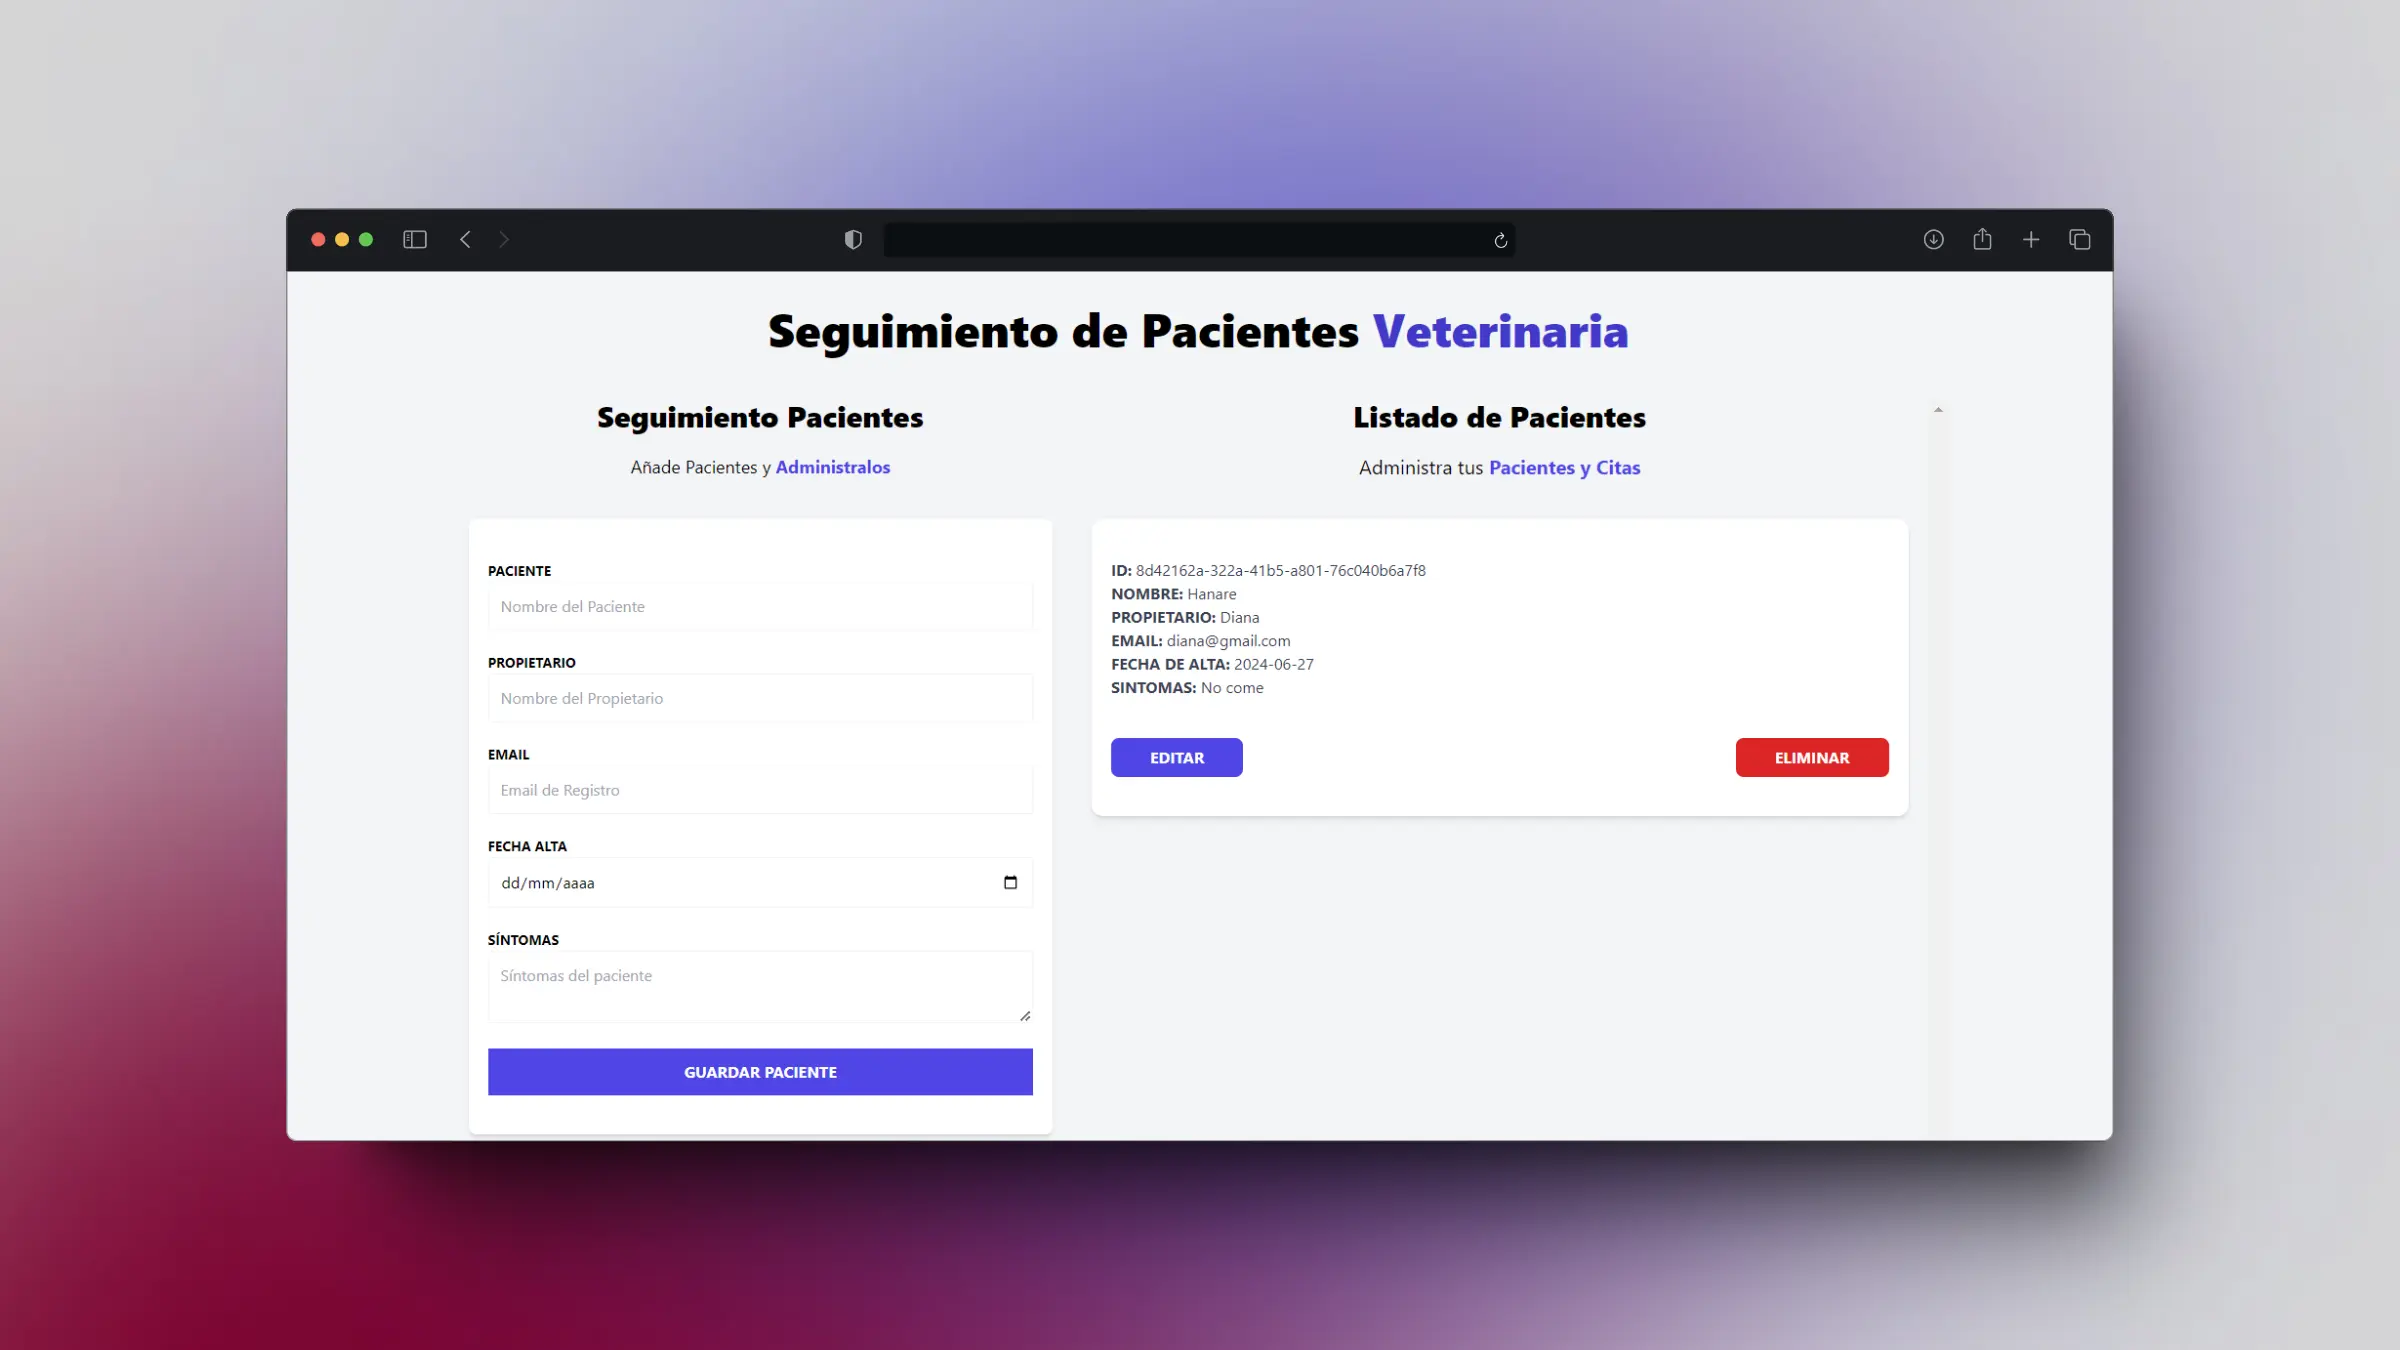 Seguimiento de Pacientes Veterinaria
Seguimiento Pacientes
Añade Pacientes y Administralos
PACIENTE
Nombre del Paciente
PROPIETARIO
Nombre del Propietario
EMAIL
Email de Registro
FECHA ALTA
dd/mm/aaaa
SÍNTOMAS
Síntomas del paciente
GUARDAR PACIENTE
Listado de Pacientes
Administra tus Pacientes y Citas
ID: 8d42162a-322a-41b5-a801-76c040b6a7f8
NOMBRE: Hanare
PROPIETARIO: Diana
EMAIL: diana@gmail.com
FECHA DE ALTA: 2024-06-27
SINTOMAS: No come
EDITAR
ELIMINAR